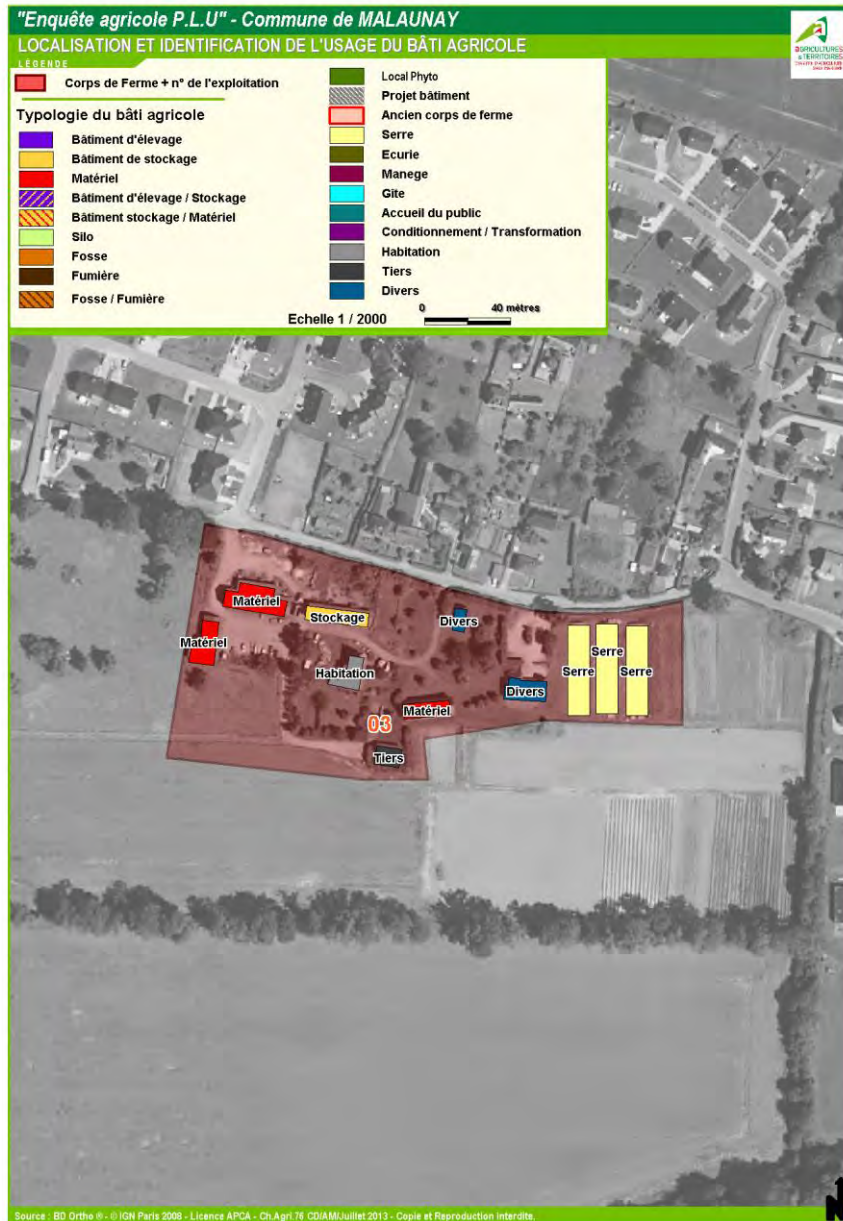 "Enquête agricole P.L.U" - Commune de MALAUNAY
LOCALISATION ET IDENTIFICATION DE L'USAGE DU BÂTI AGRICOLE
AGRICULTURES
& TERRITOIRES
LÉGENDE
Corps de Ferme + n° de l'exploitation
Typologie du bâti agricole
Bâtiment d'élevage
Bâtiment de stockage
Matériel
Bâtiment d'élevage / Stockage
Bâtiment stockage / Matériel
Silo
Fosse
Fumière
Fosse / Fumière
Local Phyto
Projet bâtiment
Ancien corps de ferme
Serre
Ecurie
Manege
Gite
Accueil du public
Conditionnement / Transformation
Habitation
Tiers
Divers
Echelle 1 / 2000
0 40 mètres
Matériel
Stockage
Divers
Matériel
Serre
Serre
Serre
Habitation
Divers
Matériel
03
Tiers
N
Source : BD Ortho ® - © IGN Paris 2008 - Licence APCA - Ch.Agri.76 CD/AM/Juillet 2013 - Copie et Reproduction Interdite.